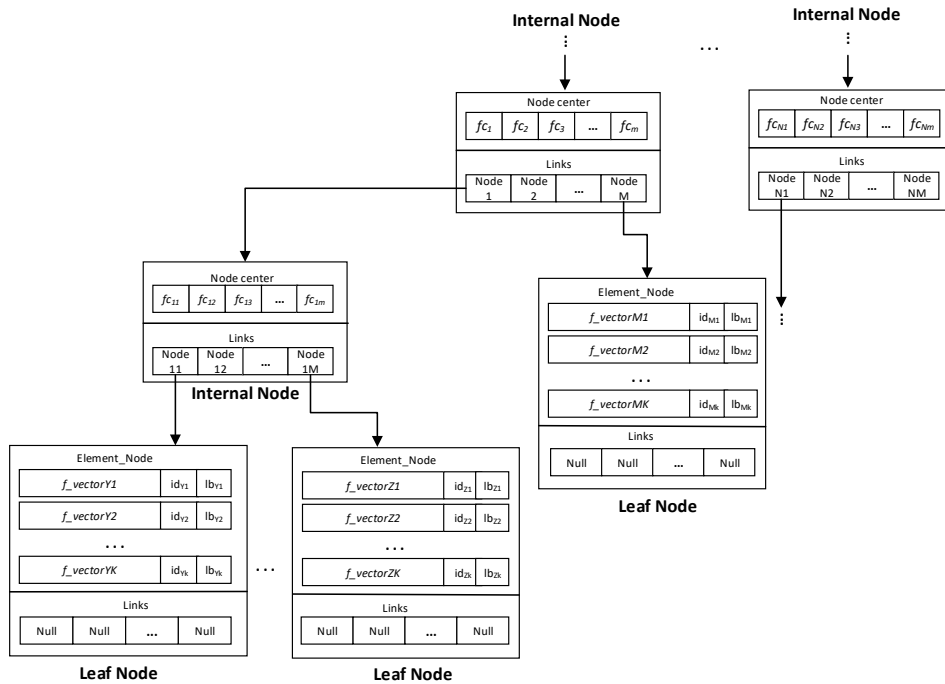 Internal Node
Internal Node
...
Node center
fc1 fc2 fc3 ... fcm
Links
Node 1 Node 2 ... Node M
Node center
fcN1 fcN2 fcN3 ... fcNm
Links
Node N1 Node N2 ... Node NM
Node center
fc11 fc12 fc13 ... fc1m
Links
Node 11 Node 12 ... Node 1M
Internal Node
Element_Node
f_vectorM1 idM1 lbM1
f_vectorM2 idM2 lbM2
...
f_vectorMK idMk lbMk
Links
Null Null ... Null
Leaf Node
Element_Node
f_vectorY1 idY1 lbY1
f_vectorY2 idY2 lbY2
...
f_vectorYK idYk lbYk
Links
Null Null ... Null
Leaf Node
...
Element_Node
f_vectorZ1 idZ1 lbZ1
f_vectorZ2 idZ2 lbZ2
...
f_vectorZK idZk lbZk
Links
Null Null ... Null
Leaf Node